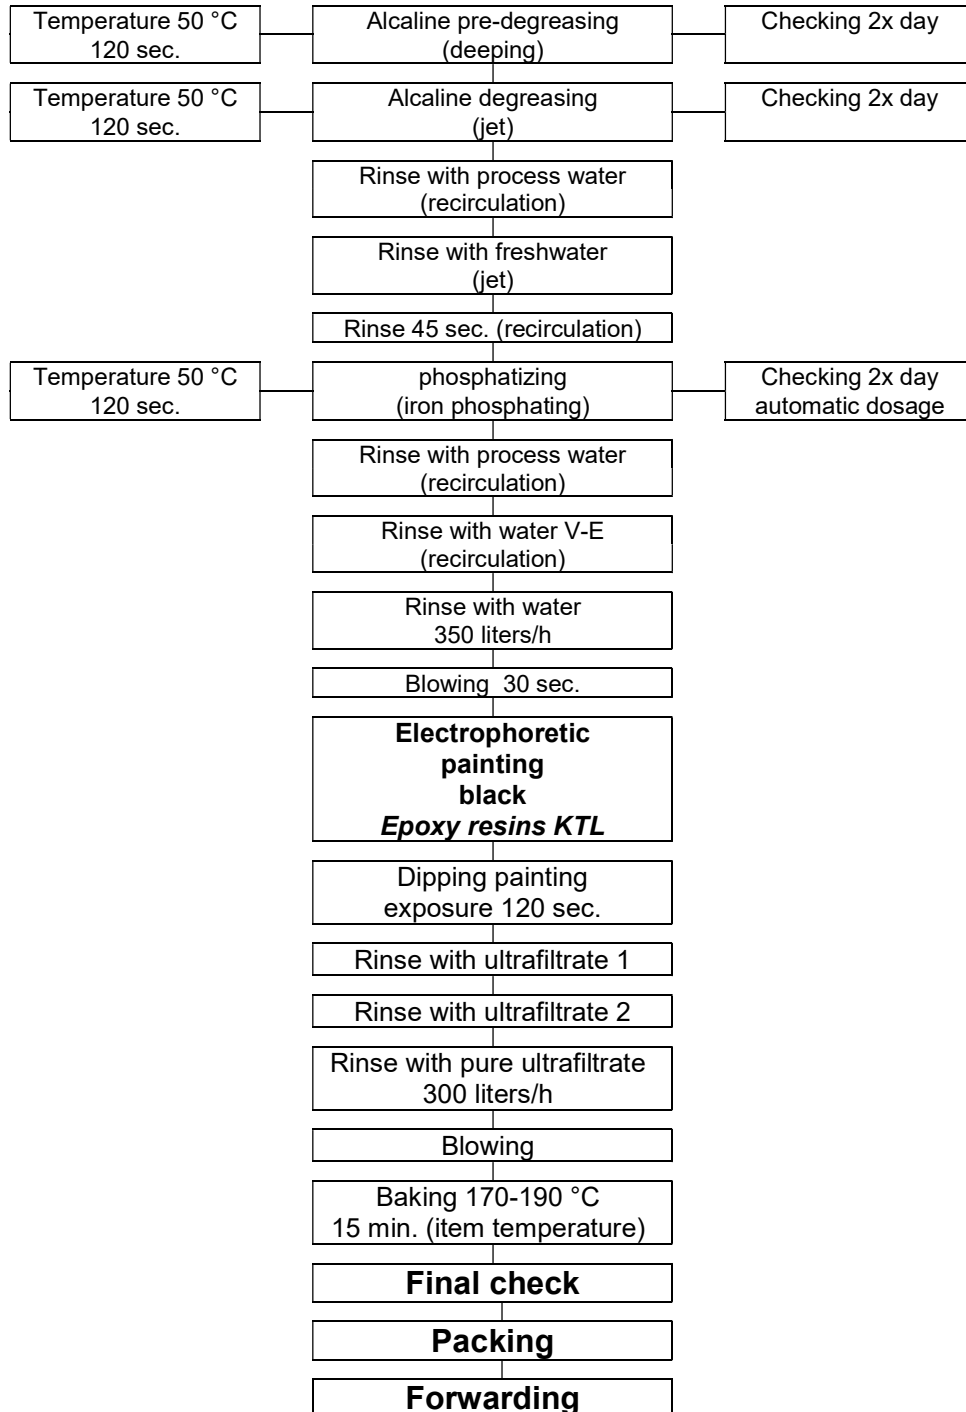 Temperature 50 °C
120 sec.
Alcaline pre-degreasing
(deeping)
Checking 2x day
Temperature 50 °C
120 sec.
Alcaline degreasing
(jet)
Checking 2x day
Rinse with process water
(recirculation)
Rinse with freshwater
(jet)
Rinse 45 sec. (recirculation)
Temperature 50 °C
120 sec.
phosphatizing
(iron phosphating)
Checking 2x day
automatic dosage
Rinse with process water
(recirculation)
Rinse with water V-E
(recirculation)
Rinse with water
350 liters/h
Blowing  30 sec.
Electrophoretic
painting
black
Epoxy resins KTL
Dipping painting
exposure 120 sec.
Rinse with ultrafiltrate 1
Rinse with ultrafiltrate 2
Rinse with pure ultrafiltrate
300 liters/h
Blowing
Baking 170-190 °C
15 min. (item temperature)
Final check
Packing
Forwarding